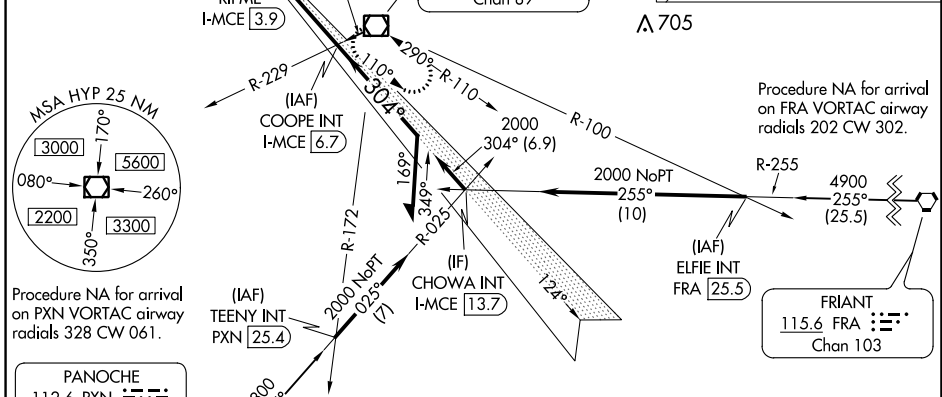 I-MCE 3.9
Chan 89
705
290°
R-110
110°
R-229
304°
(IAF)
COOPE INT
I-MCE 6.7
R-100
Procedure NA for arrival
on FRA VORTAC airway
radials 202 CW 302.
MSA HYP 25 NM
170°
3000
5600
080°
260°
2200
3300
350°
2000
304° (6.9)
169°
349°
R-025
R-172
2000 NoPT
255°
(10)
R-255
4900
255°
(25.5)
(IAF)
ELFIE INT
FRA 25.5
(IF)
CHOWA INT
I-MCE 13.7
124°
Procedure NA for arrival
on PXN VORTAC airway
radials 328 CW 061.
(IAF)
TEENY INT
PXN 25.4
2000 NoPT
025°
(7)
FRIANT
115.6 FRA
Chan 103
PANOCHE
112.6 PXN